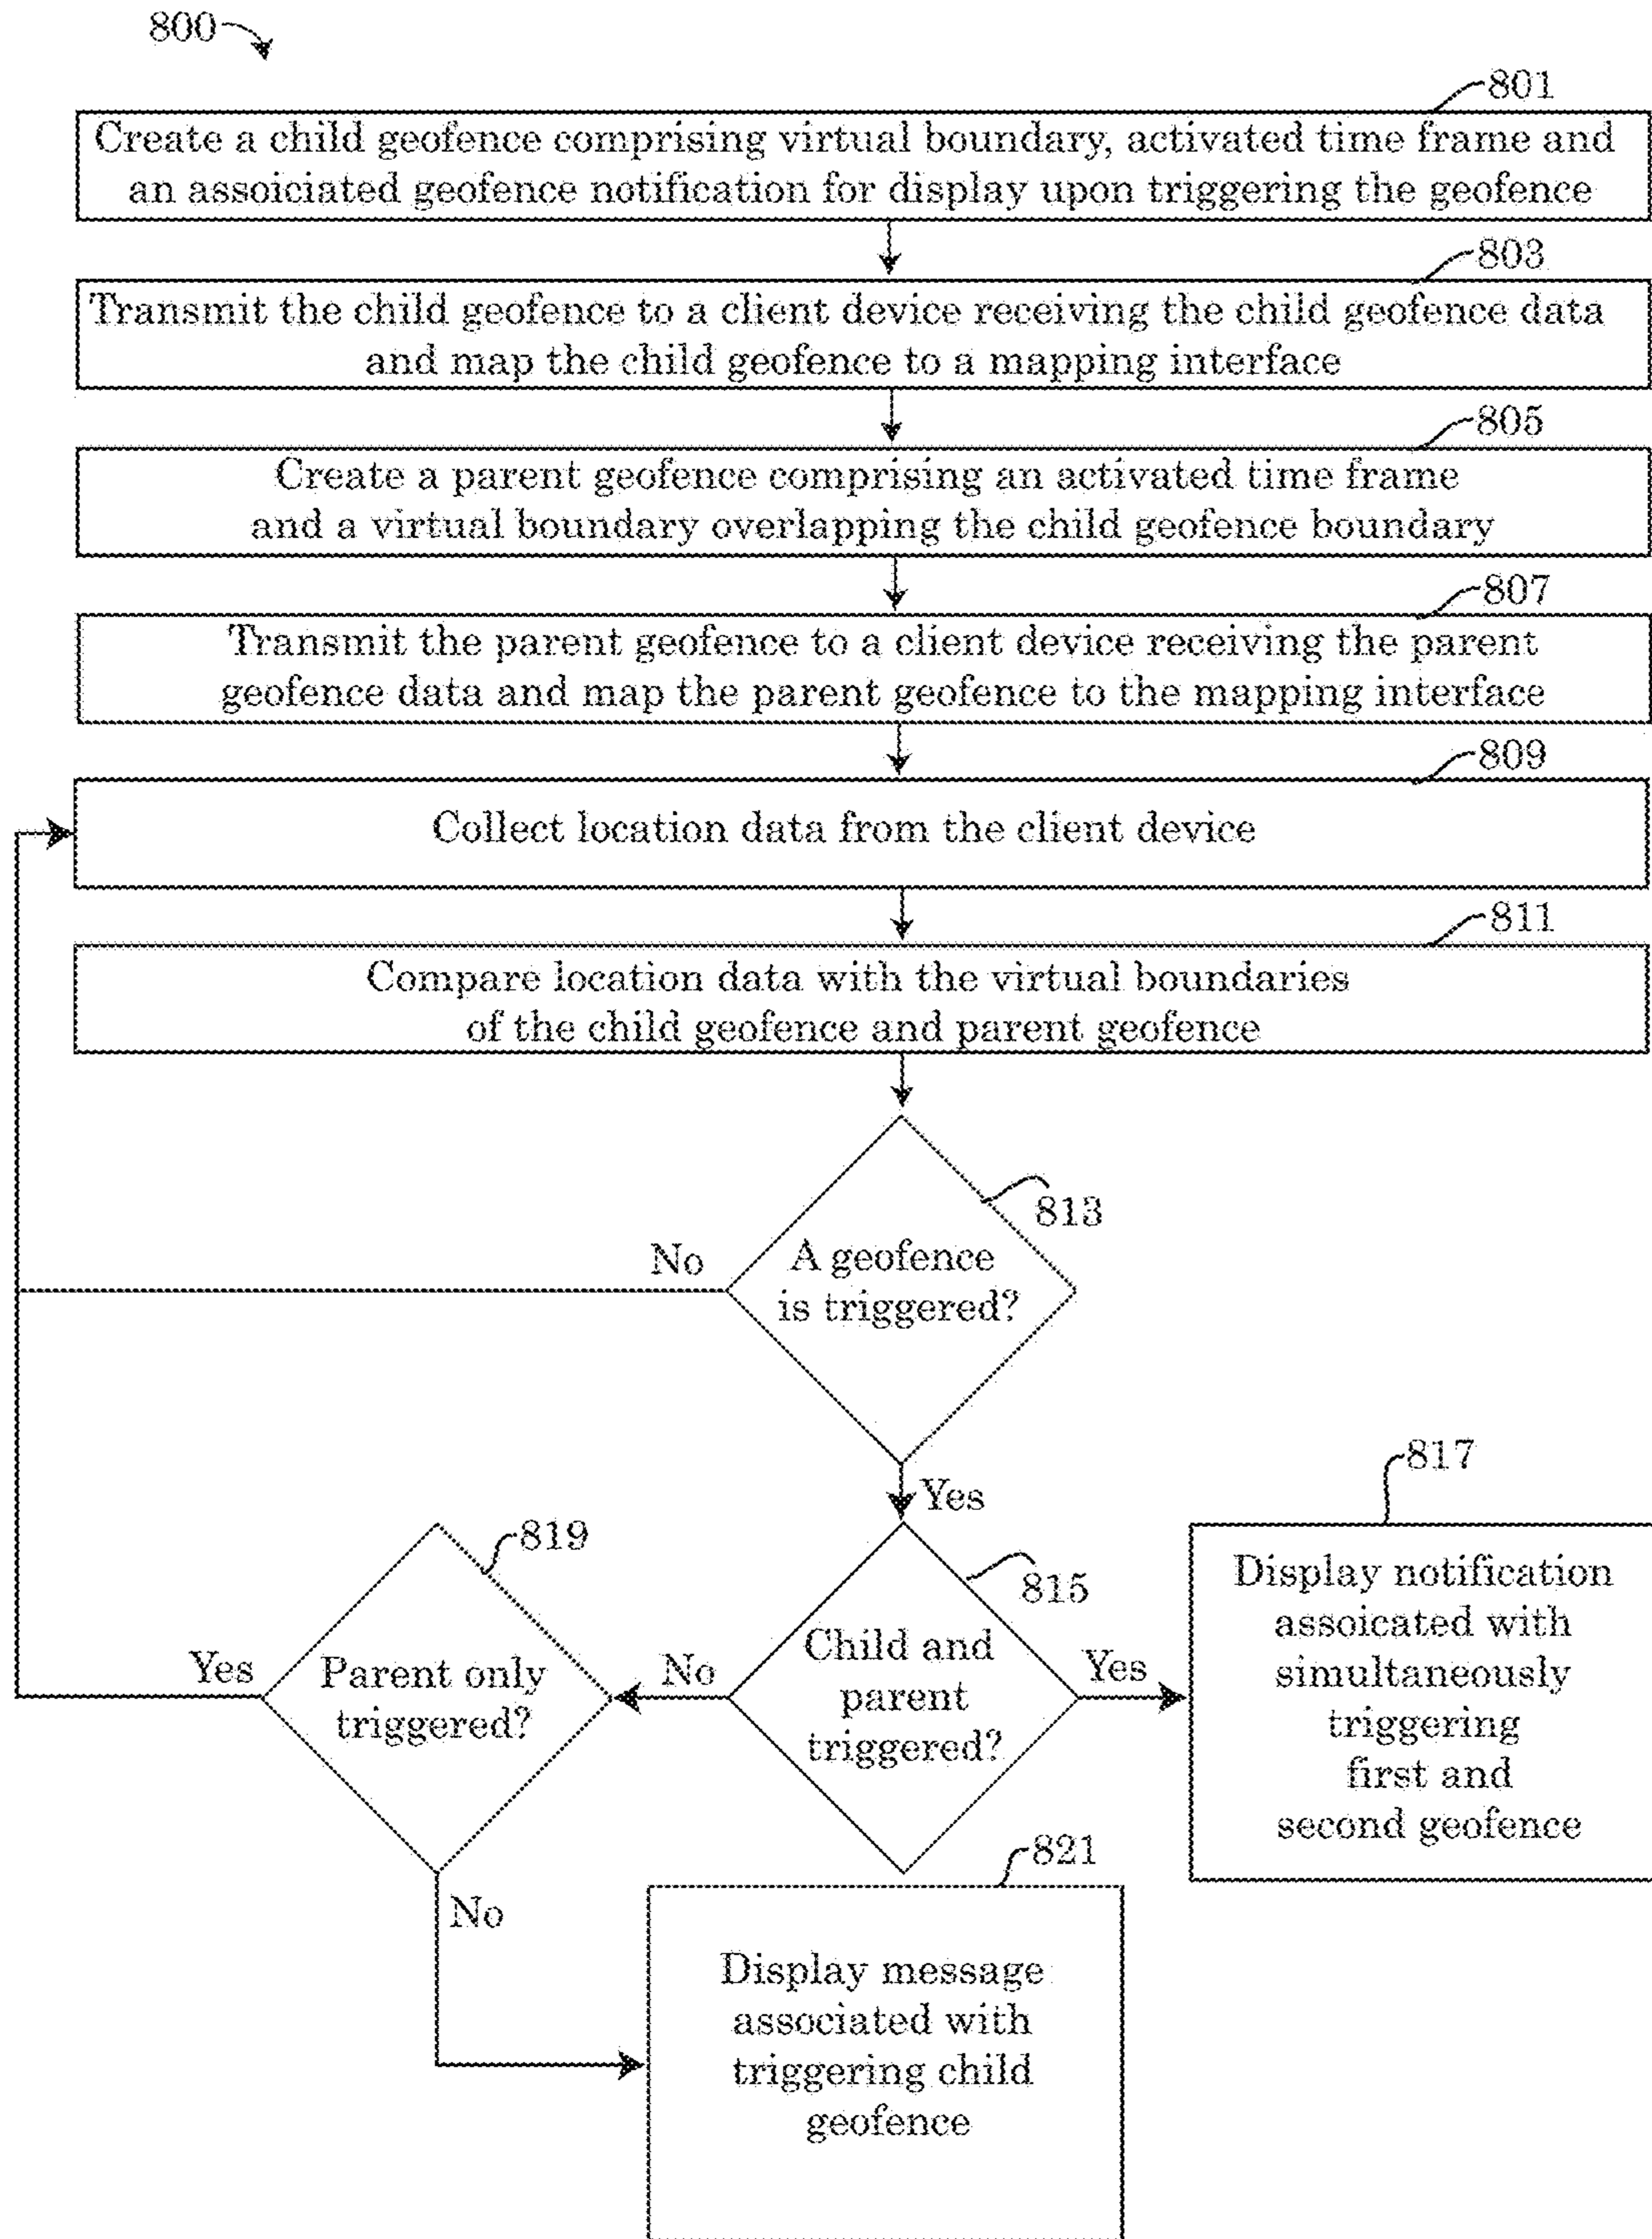 800
801
Create a child geofence comprising virtual boundary, activated time frame and
an assoiciated geofence notification for display upon triggering the geofence
803
Transmit the child geofence to a client device receiving the child geofence data
and map the child geofence to a mapping interface
805
Create a parent geofence comprising an activated time frame
and a virtual boundary overlapping the child geofence boundary
807
Transmit the parent geofence to a client device receiving the parent
geofence data and map the parent geofence to the mapping interface
809
Collect location data from the client device
811
Compare location data with the virtual boundaries
of the child geofence and parent geofence
813
No
A geofence
is triggered?
Yes
817
819
815
Yes
Parent only
triggered?
No
Child and
parent
triggered?
Yes
Display notification
assoicated with
simultaneously
triggering
first and
second geofence
821
No
Display message
associated with
triggering child
geofence